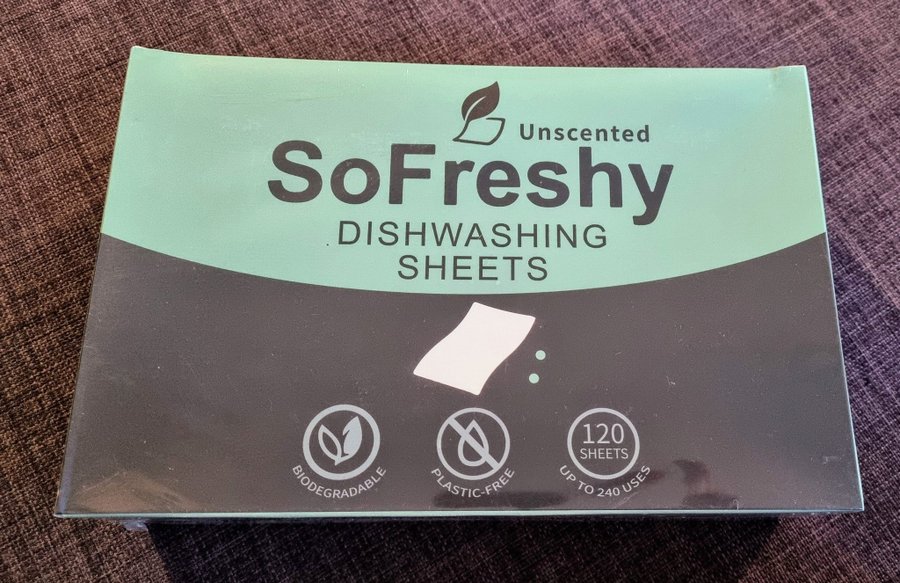 Unscented
SoFreshy
DISHWASHING
SHEETS
BIODEGRADABLE
PLASTIC-FREE
120
SHEETS
UP TO 240 USES